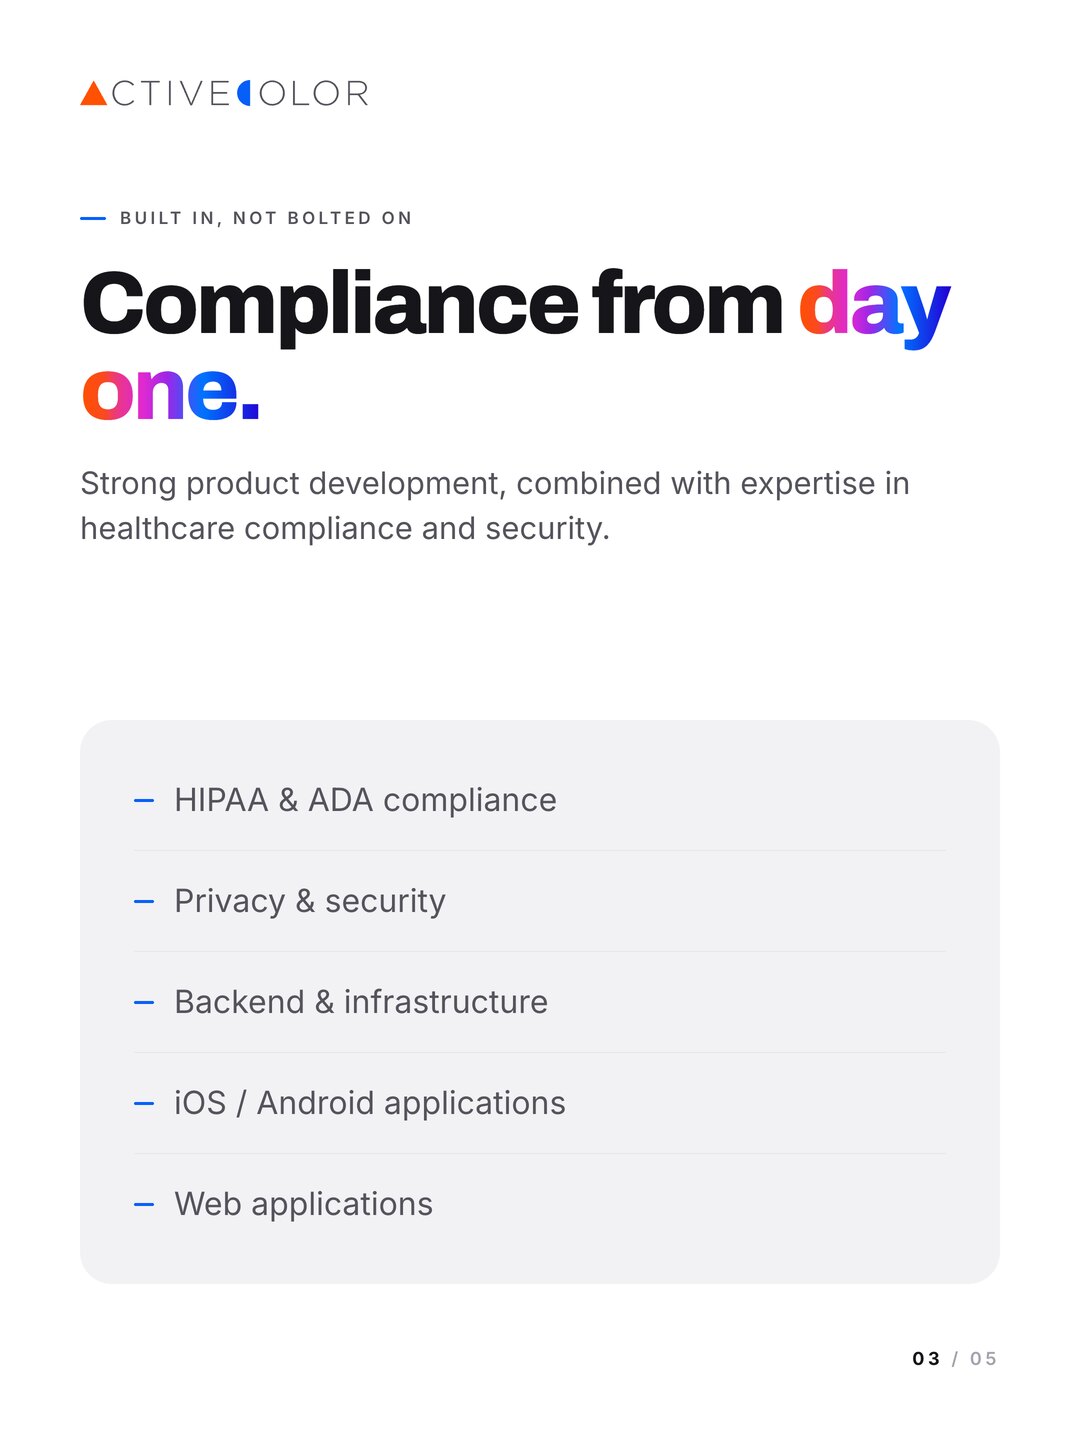 ACTIVECOLOR
BUILT IN, NOT BOLTED ON
Compliance from day
one.
Strong product development, combined with expertise in
healthcare compliance and security.
HIPAA & ADA compliance
Privacy & security
Backend & infrastructure
iOS / Android applications
Web applications
03 / 05